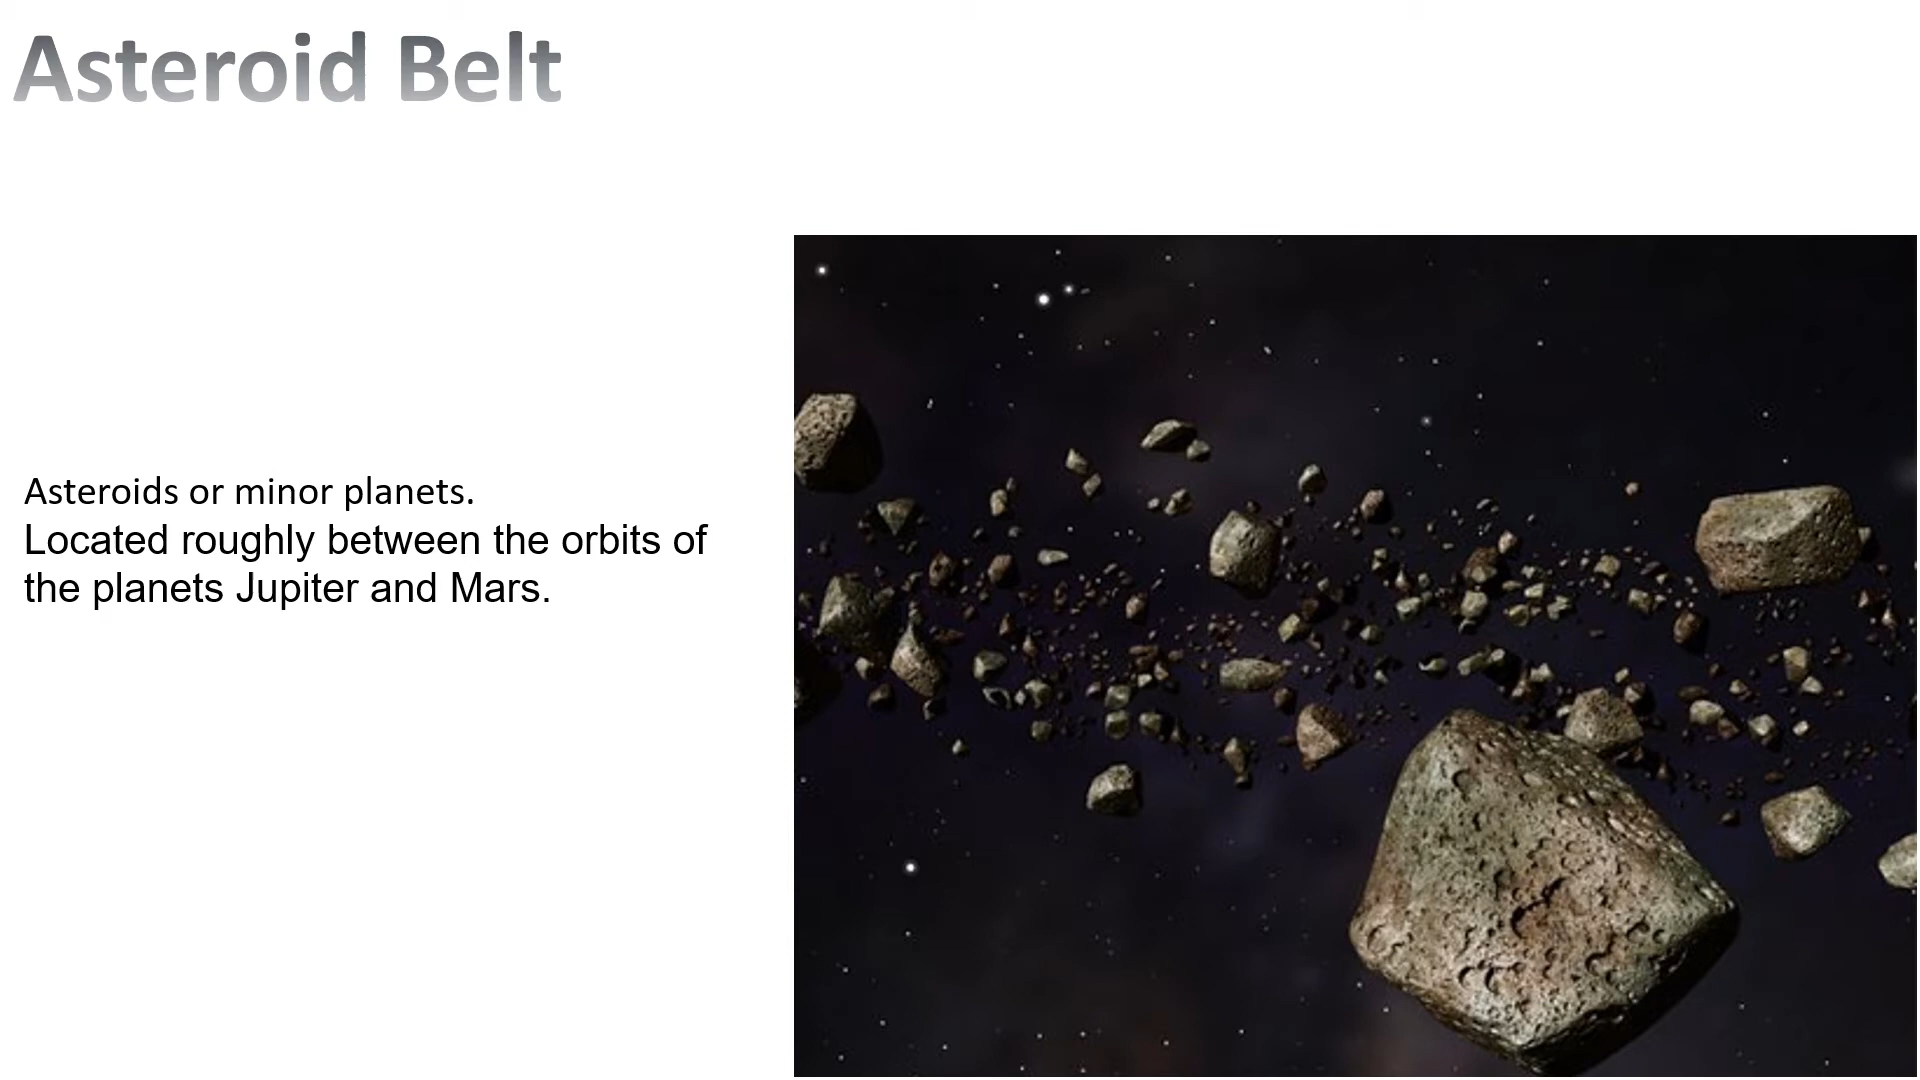 Asteroid Belt
Asteroids or minor planets.
Located roughly between the orbits of
the planets Jupiter and Mars.